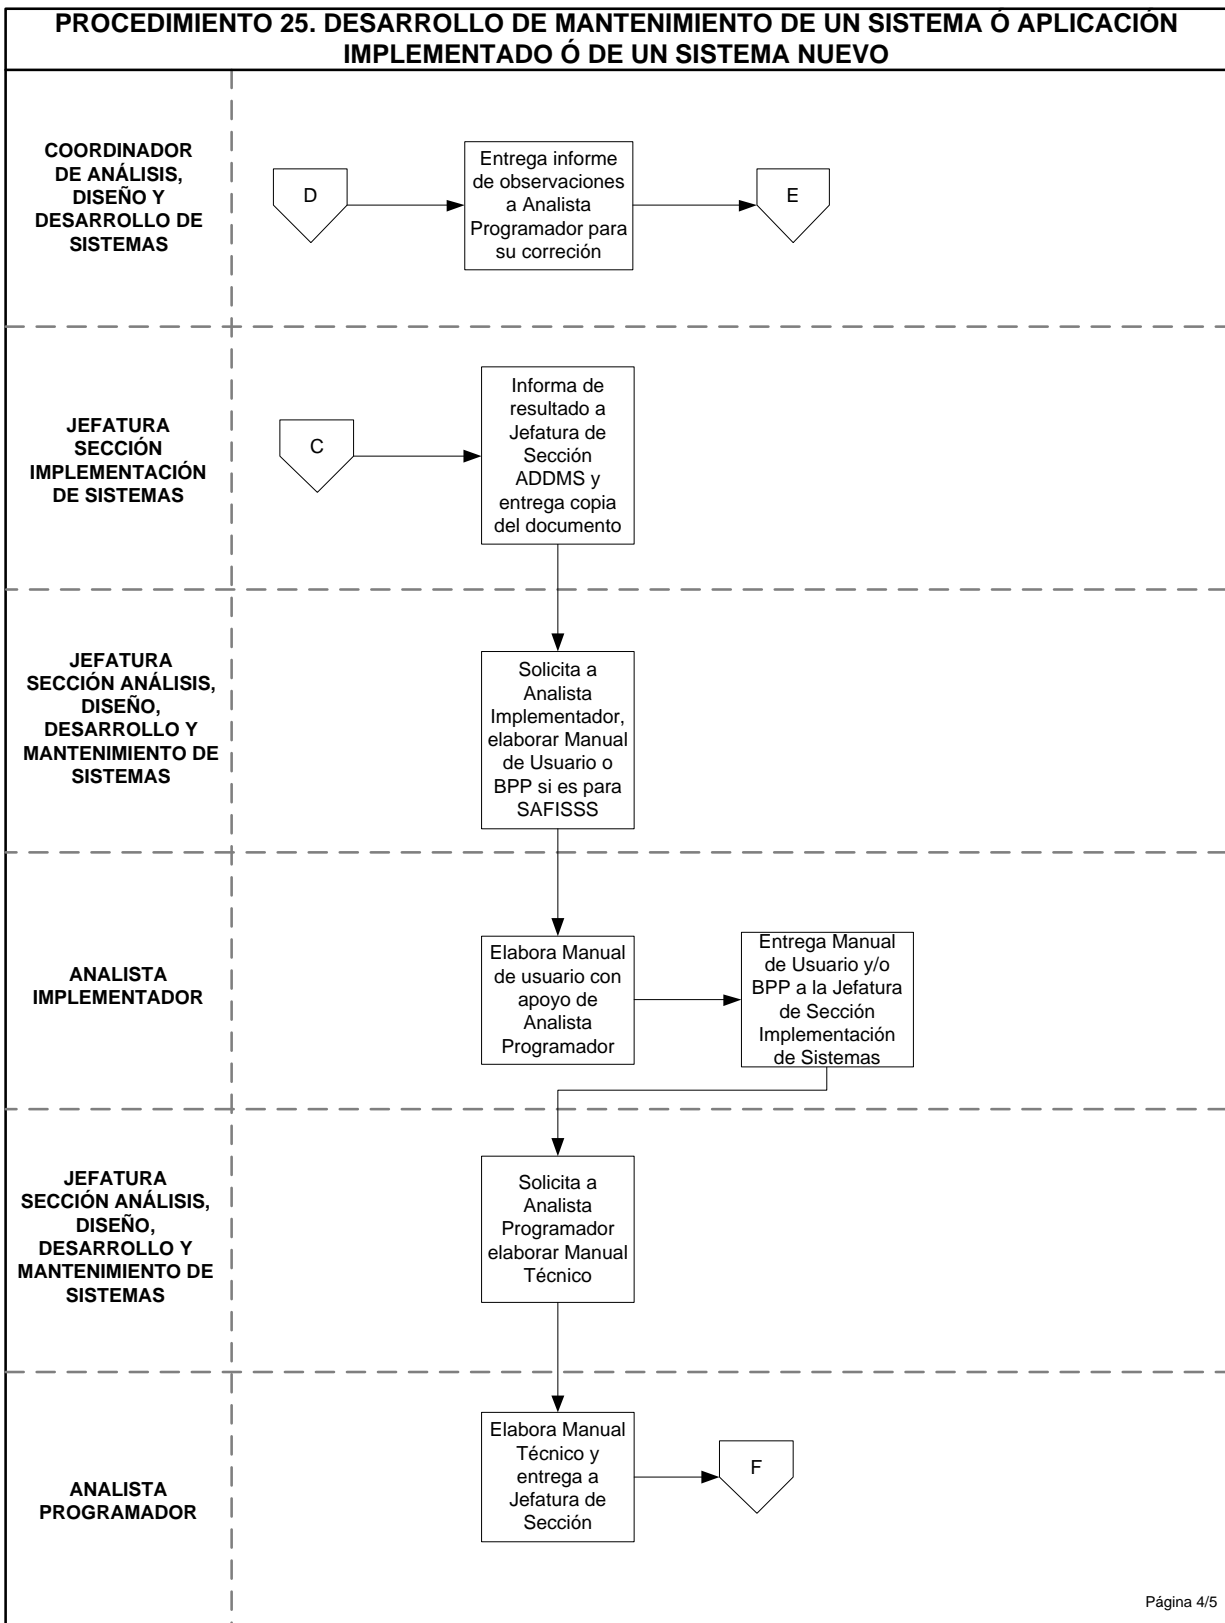 PROCEDIMIENTO 25. DESARROLLO DE MANTENIMIENTO DE UN SISTEMA Ó APLICACIÓN
IMPLEMENTADO Ó DE UN SISTEMA NUEVO
COORDINADOR
DE ANÁLISIS,
DISEÑO Y
DESARROLLO DE
SISTEMAS
D
Entrega informe
de observaciones
a Analista
Programador para
su correción
E
JEFATURA
SECCIÓN
IMPLEMENTACIÓN
DE SISTEMAS
C
Informa de
resultado a
Jefatura de
Sección
ADDMS y
entrega copia
del documento
JEFATURA
SECCIÓN ANÁLISIS,
DISEÑO,
DESARROLLO Y
MANTENIMIENTO DE
SISTEMAS
Solicita a
Analista
Implementador,
elaborar Manual
de Usuario o
BPP si es para
SAFISSS
ANALISTA
IMPLEMENTADOR
Elabora Manual
de usuario con
apoyo de
Analista
Programador
Entrega Manual
de Usuario y/o
BPP a la Jefatura
de Sección
Implementación
de Sistemas
JEFATURA
SECCIÓN ANÁLISIS,
DISEÑO,
DESARROLLO Y
MANTENIMIENTO DE
SISTEMAS
Solicita a
Analista
Programador
elaborar Manual
Técnico
ANALISTA
PROGRAMADOR
Elabora Manual
Técnico y
entrega a
Jefatura de
Sección
F
Página 4/5